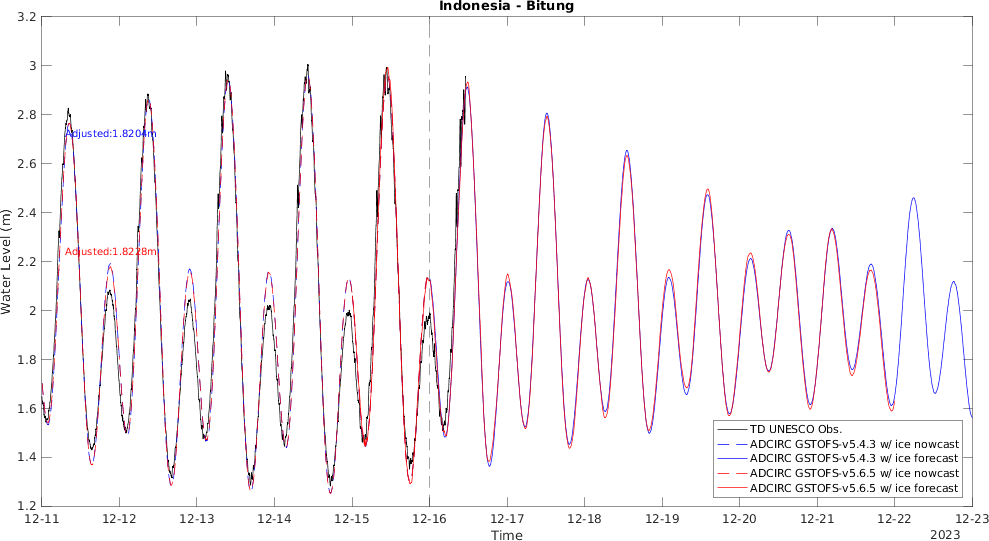 Indonesia - Bitung
3.2
3
2.8
2.6
2.4
2.2
2
1.8
1.6
1.4
1.2
Water Level (m)
Adjusted:1.8204m
Adjusted:1.8228m
TD UNESCO Obs.
ADCIRC GSTOFS-v5.4.3 w/ ice nowcast
ADCIRC GSTOFS-v5.4.3 w/ ice forecast
ADCIRC GSTOFS-v5.6.5 w/ ice nowcast
ADCIRC GSTOFS-v5.6.5 w/ ice forecast
12-11 12-12 12-13 12-14 12-15 12-16 12-17 12-18 12-19 12-20 12-21 12-22 12-23
Time
2023